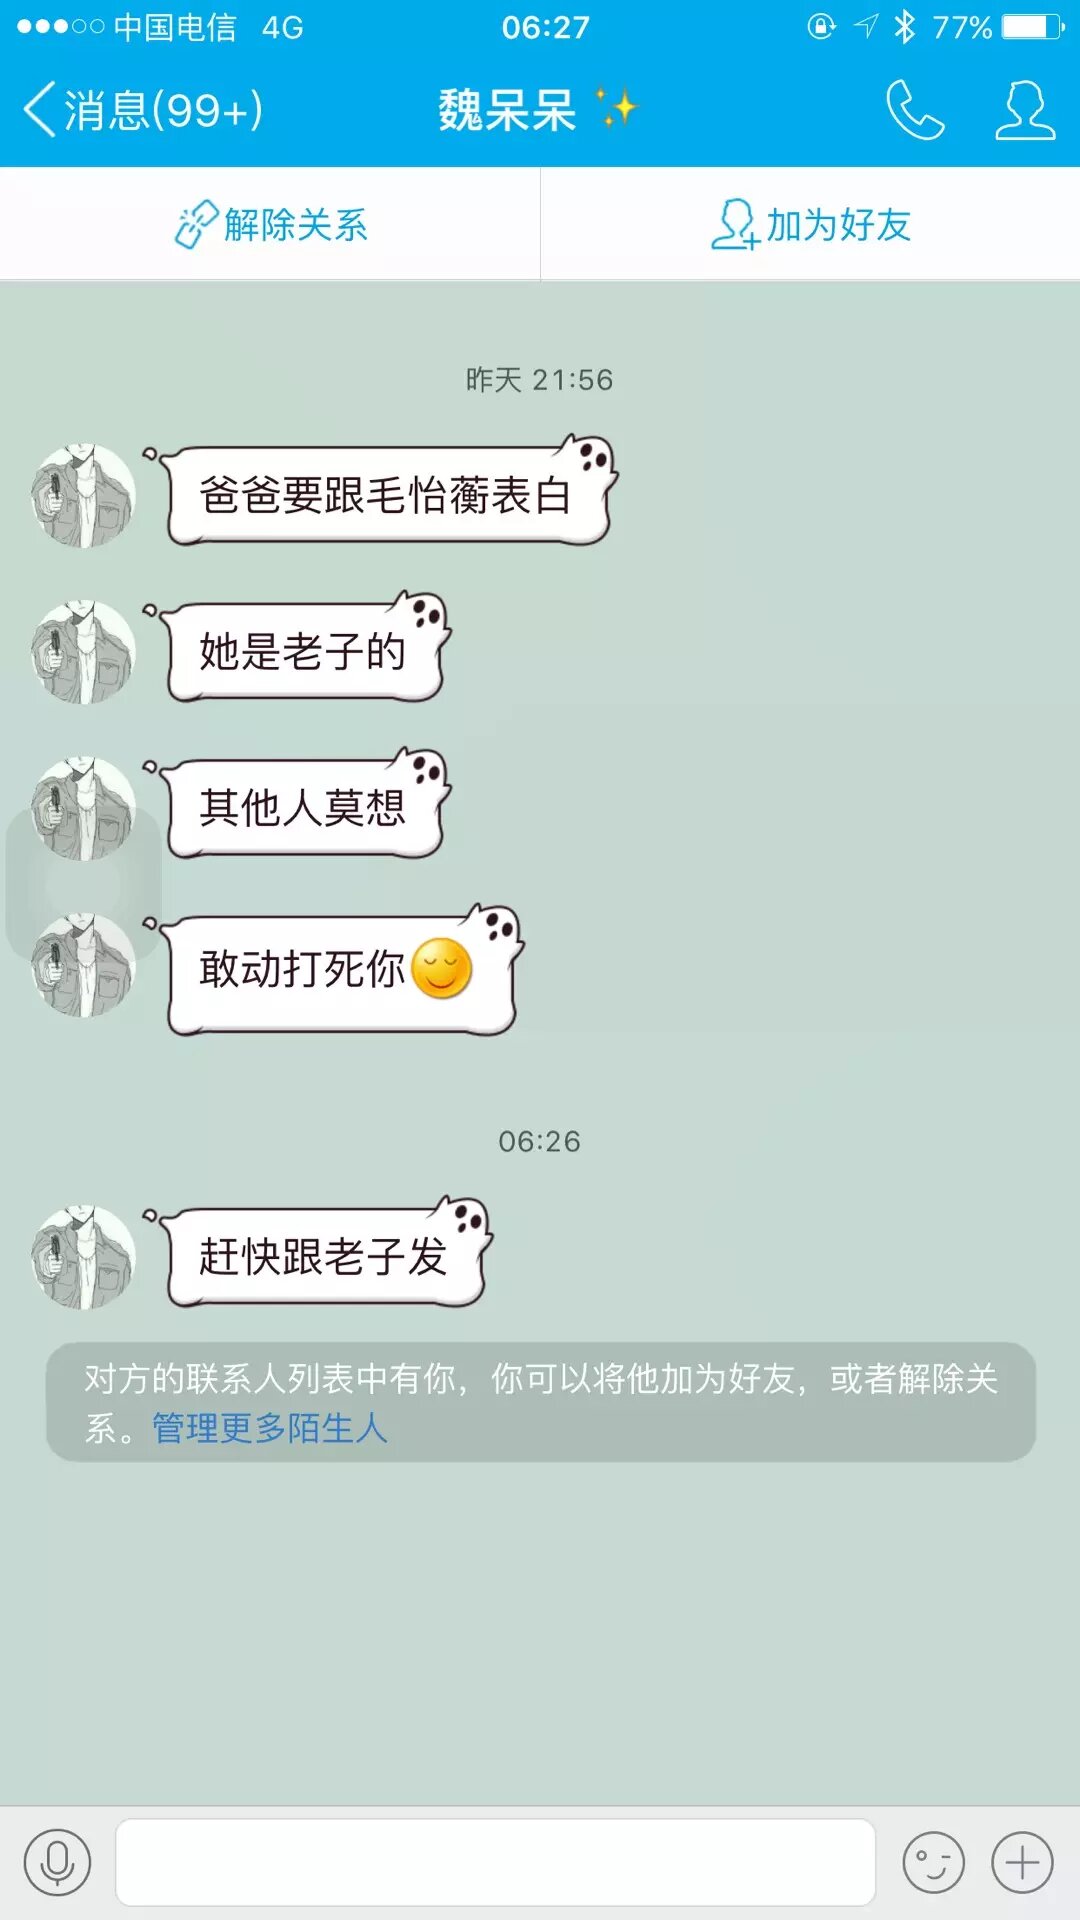 中国电信 4G 06:27 77%
消息(99+) 魏呆呆
解除关系 加为好友
昨天 21:56
爸爸要跟毛怡蘅表白
她是老子的
其他人莫想
敢动打死你
06:26
赶快跟老子发
对方的联系人列表中有你，你可以将他加为好友，或者解除关
系。管理更多陌生人